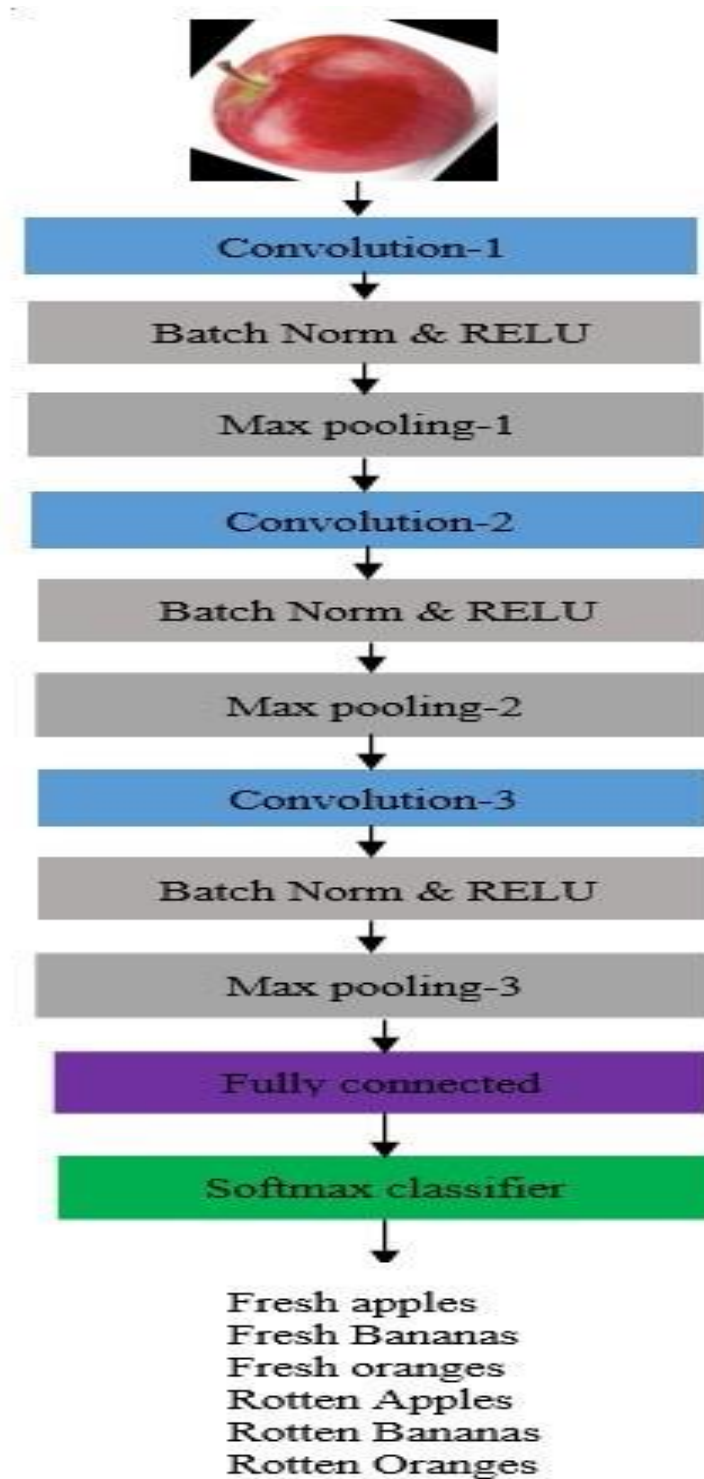 Convolution-1
Batch Norm & RELU
Max pooling-1
Convolution-2
Batch Norm & RELU
Max pooling-2
Convolution-3
Batch Norm & RELU
Max pooling-3
Fully connected
Softmax classifier
Fresh apples
Fresh Bananas
Fresh oranges
Rotten Apples
Rotten Bananas
Rotten Oranges